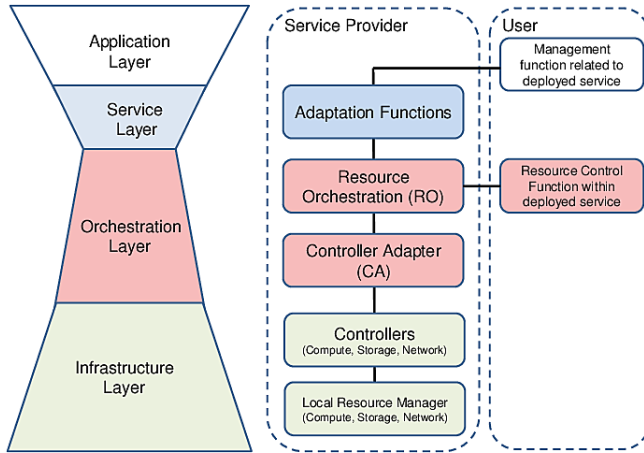 Application
Layer
Service
Layer
Orchestration
Layer
Infrastructure
Layer
Service Provider
Adaptation Functions
Resource
Orchestration (RO)
Controller Adapter
(CA)
Controllers
(Compute, Storage, Network)
Local Resource Manager
(Compute, Storage, Network)
User
Management
function related to
deployed service
Resource Control
Function within
deployed service